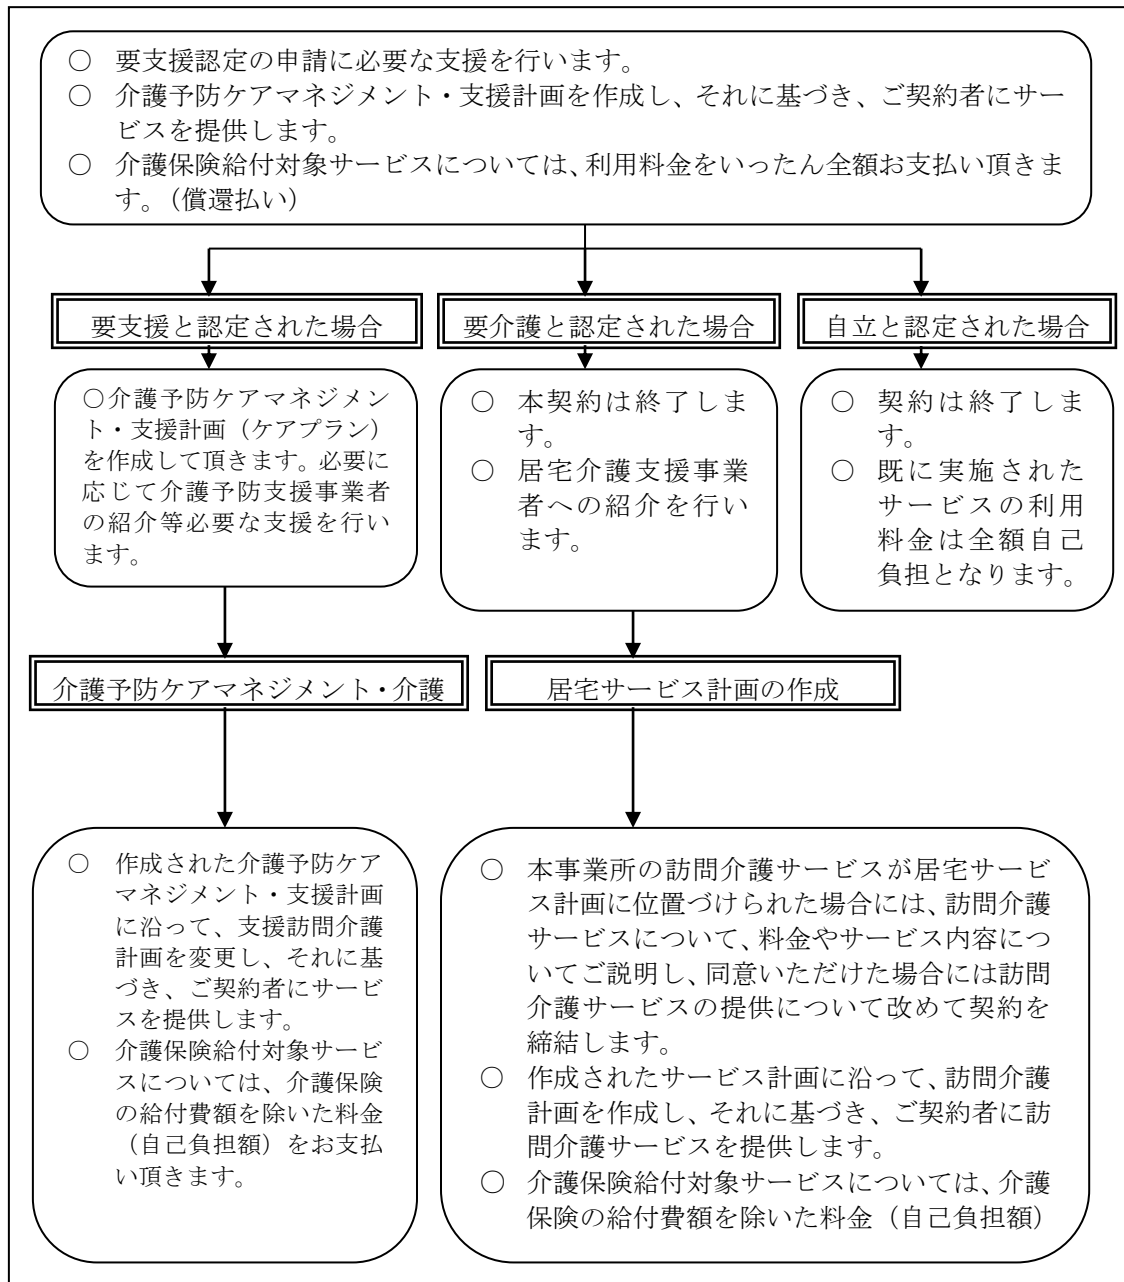 ○ 要支援認定の申請に必要な支援を行います。
○ 介護予防ケアマネジメント・支援計画を作成し、それに基づき、ご契約者にサー
ビスを提供します。
○ 介護保険給付対象サービスについては、利用料金をいったん全額お支払い頂きま
す。（償還払い）
要支援と認定された場合
要介護と認定された場合
自立と認定された場合
○介護予防ケアマネジメン
ト・支援計画（ケアプラン）
を作成して頂きます。必要に
応じて介護予防支援事業者
の紹介等必要な支援を行い
ます。
○ 本契約は終了しま
す。
○ 居宅介護支援事業
者への紹介を行い
ます。
○ 契約は終了しま
す。
○ 既に実施された
サービスの利用
料金は全額自己
負担となります。
介護予防ケアマネジメント・介護
居宅サービス計画の作成
○ 作成された介護予防ケア
マネジメント・支援計画
に沿って、支援訪問介護
計画を変更し、それに基
づき、ご契約者にサービ
スを提供します。
○ 介護保険給付対象サービ
スについては、介護保険
の給付費額を除いた料金
（自己負担額）をお支払
い頂きます。
○ 本事業所の訪問介護サービスが居宅サービ
ス計画に位置づけられた場合には、訪問介護
サービスについて、料金やサービス内容につ
いてご説明し、同意いただけた場合には訪問
介護サービスの提供について改めて契約を
締結します。
○ 作成されたサービス計画に沿って、訪問介護
計画を作成し、それに基づき、ご契約者に訪
問介護サービスを提供します。
○ 介護保険給付対象サービスについては、介護
保険の給付費額を除いた料金（自己負担額）